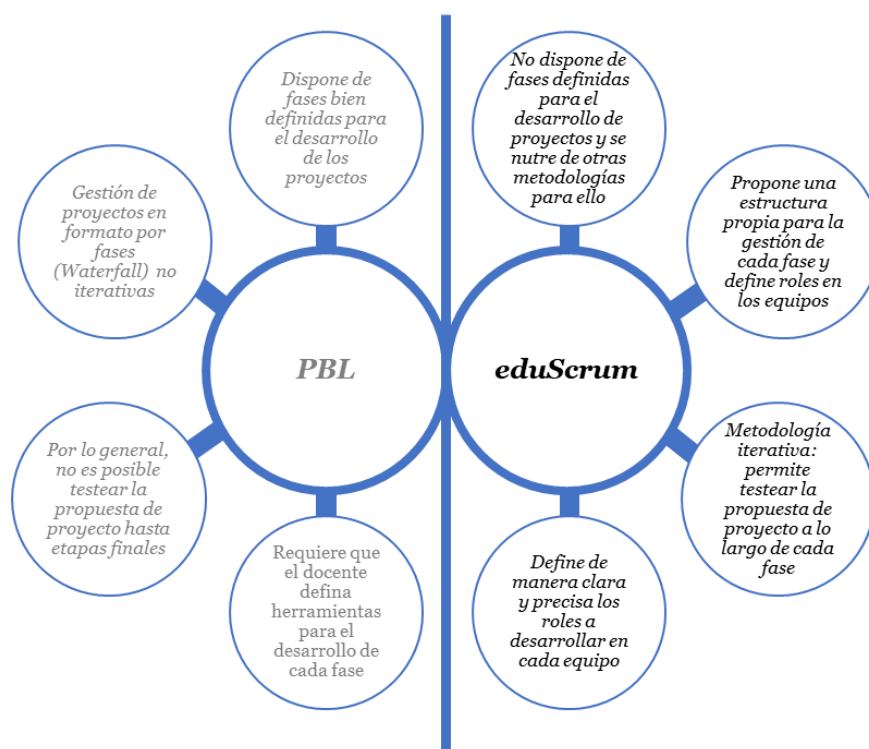 Dispone de
fases bien
definidas para
el desarrollo
de los
proyectos
Gestión de
proyectos en
formato por
fases
(Waterfall) no
iterativas
PBL
Por lo general,
no es posible
testear la
propuesta de
proyecto hasta
etapas finales
Requiere que
el docente
defina
herramientas
para el
desarrollo de
cada fase
No dispone de
fases definidas
para el
desarrollo de
proyectos y se
nutre de otras
metodologías
para ello
Propone una
estructura
propia para la
gestión de
cada fase y
define roles en
los equipos
eduScrum
Metodología
iterativa:
permite
testear la
propuesta de
proyecto a lo
largo de cada
fase
Define de
manera clara
y precisa los
roles a
desarrollar en
cada equipo